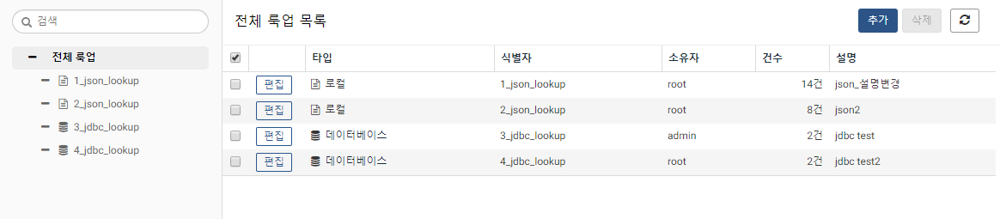 검색
전체 룩업
1_json_lookup
2_json_lookup
3_jdbc_lookup
4_jdbc_lookup
전체 룩업 목록
추가 삭제
타입 식별자 소유자 건수 설명
편집 로컬 1_json_lookup root 14건 json_설명변경
편집 로컬 2_json_lookup root 8건 json2
편집 데이터베이스 3_jdbc_lookup admin 2건 jdbc test
편집 데이터베이스 4_jdbc_lookup root 2건 jdbc test2